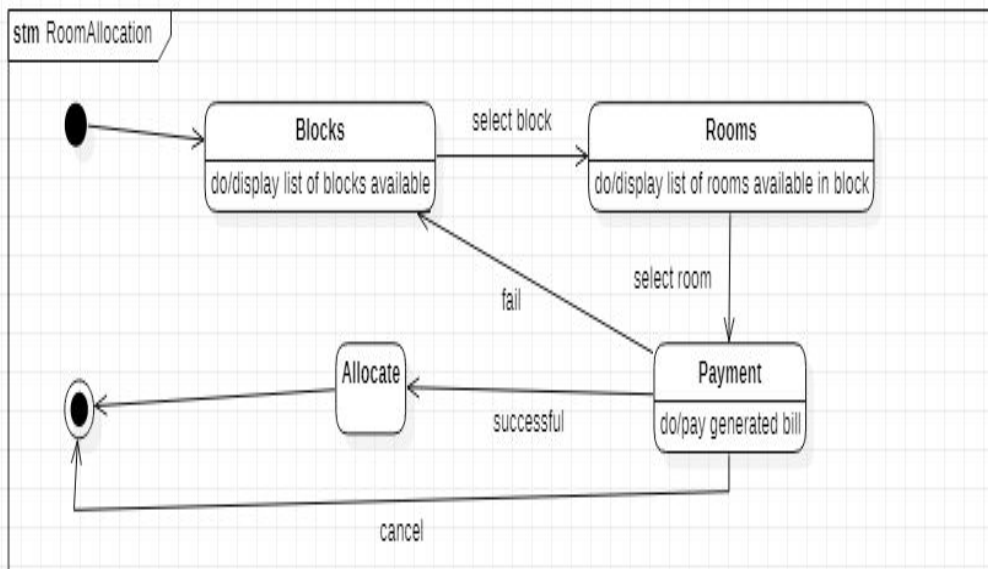 stm RoomAllocation
Blocks
do/display list of blocks available
select block
Rooms
do/display list of rooms available in block
select room
fail
Allocate
successful
Payment
do/pay generated bill
cancel